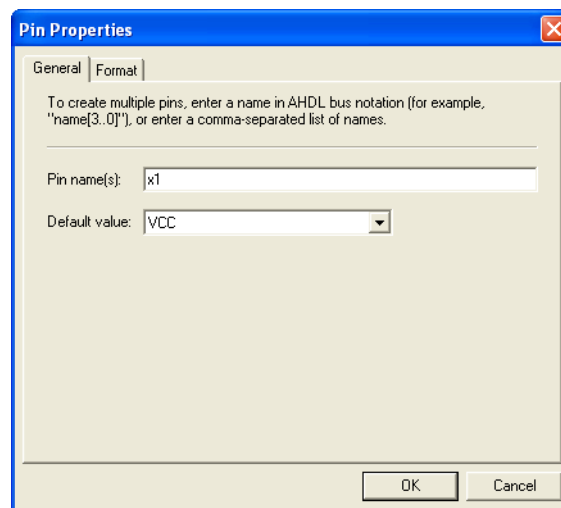 Pin Properties
General Format
To create multiple pins, enter a name in AHDL bus notation (for example,
"name[3..0]"), or enter a comma-separated list of names.
Pin name(s): x1
Default value: VCC
OK Cancel